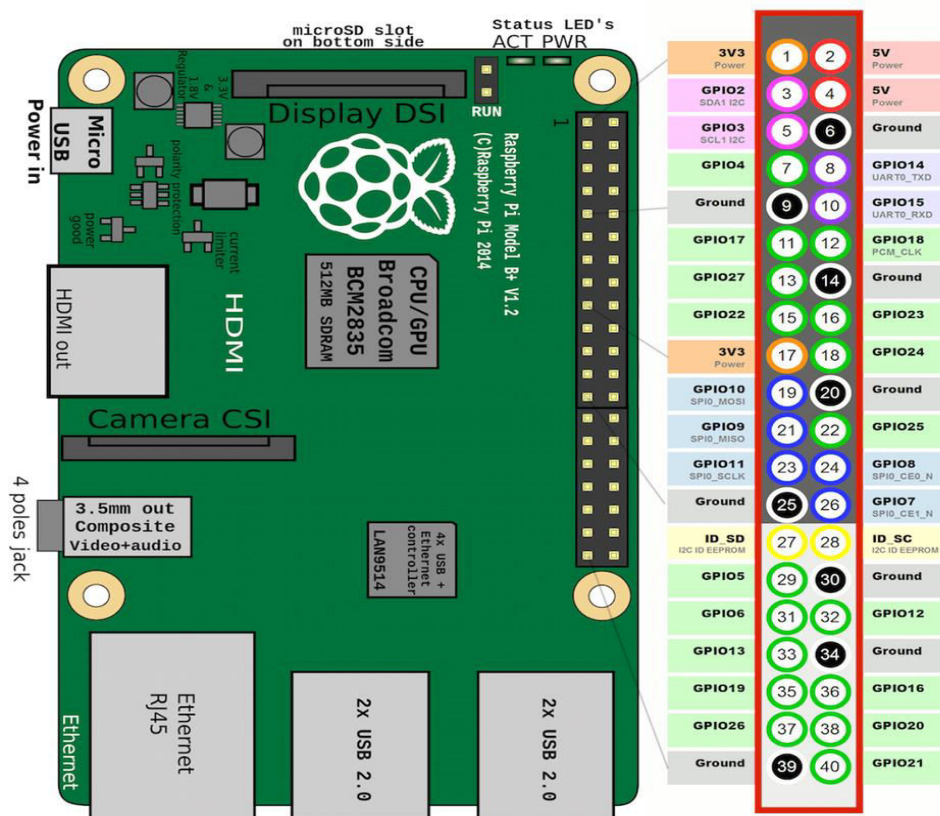 microSD slot
on bottom side
Status LED's
ACT PWR
Regulator
1.8V
&
3.3V
Display DSI
RUN
1
Power in
Micro
USB
polarity protection
power
good
current
limiter
Raspberry Pi Model B+ V1.2
(C)Raspberry Pi 2014
HDMI out
HDMI
CPU/GPU
Broadcom
BCM2835
512MB SDRAM
Camera CSI
4 poles jack
3.5mm out
Composite
Video+audio
4x USB +
Ethernet
controller
LAN9514
Ethernet
Ethernet
RJ45
2x USB 2.0
2x USB 2.0
3V3 1 2 5V
Power Power
GPIO2 3 4 5V
SDA1 I2C Power
GPIO3 5 6 Ground
SCL1 I2C
GPIO4 7 8 GPIO14
UART0_TXD
Ground 9 10 GPIO15
UART0_RXD
GPIO17 11 12 GPIO18
PCM_CLK
GPIO27 13 14 Ground
GPIO22 15 16 GPIO23
3V3 17 18 GPIO24
Power
GPIO10 19 20 Ground
SPI0_MOSI
GPIO9 21 22 GPIO25
SPI0_MISO
GPIO11 23 24 GPIO8
SPI0_SCLK SPI0_CE0_N
Ground 25 26 GPIO7
SPI0_CE1_N
ID_SD 27 28 ID_SC
I2C ID EEPROM I2C ID EEPROM
GPIO5 29 30 Ground
GPIO6 31 32 GPIO12
GPIO13 33 34 Ground
GPIO19 35 36 GPIO16
GPIO26 37 38 GPIO20
Ground 39 40 GPIO21